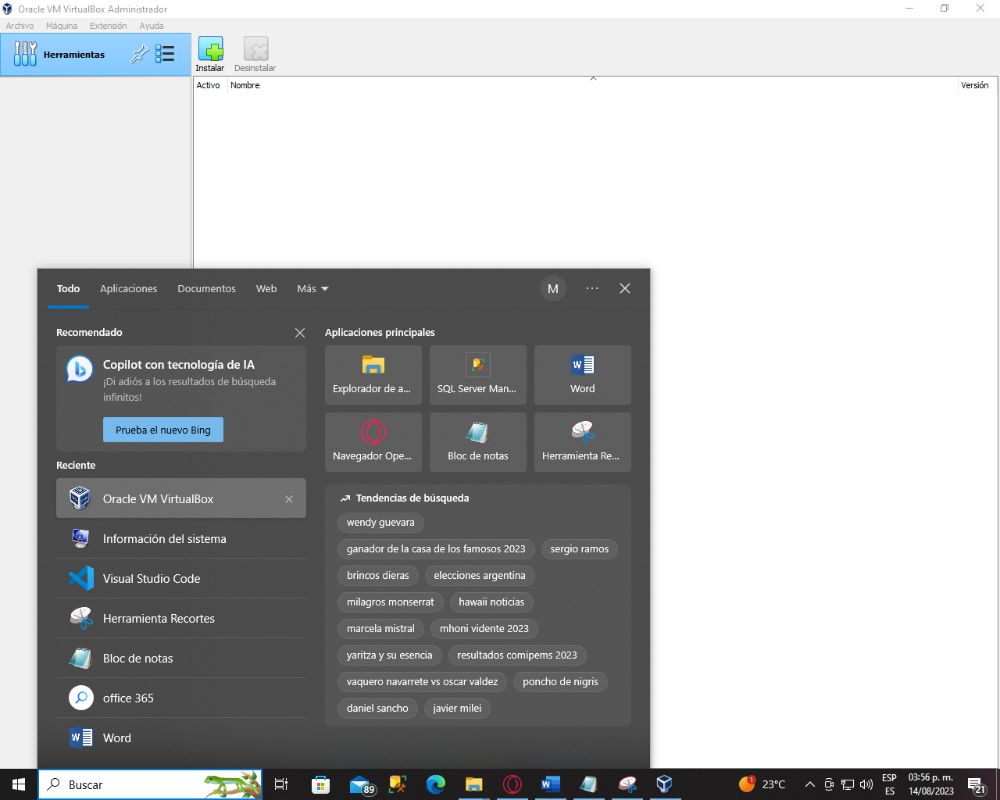 Oracle VM VirtualBox Administrador
Archivo Máquina Extensión Ayuda
Herramientas
Instalar Desinstalar
Activo Nombre Versión
Todo Aplicaciones Documentos Web Más M
Recomendado
Copilot con tecnología de IA
¡Di adiós a los resultados de búsqueda
infinitos!
Prueba el nuevo Bing
Reciente
Oracle VM VirtualBox
Información del sistema
Visual Studio Code
Herramienta Recortes
Bloc de notas
office 365
Word
Aplicaciones principales
Explorador de a... SQL Server Man... Word
Navegador Ope... Bloc de notas Herramienta Re...
Tendencias de búsqueda
wendy guevara
ganador de la casa de los famosos 2023 sergio ramos
brincos dieras elecciones argentina
milagros monserrat hawaii noticias
marcela mistral mhoni vidente 2023
yaritza y su esencia resultados comipems 2023
vaquero navarrete vs oscar valdez poncho de nigris
daniel sancho javier milei
Buscar 89 1 23°C ESP 03:56 p. m.
ES 14/08/2023 21